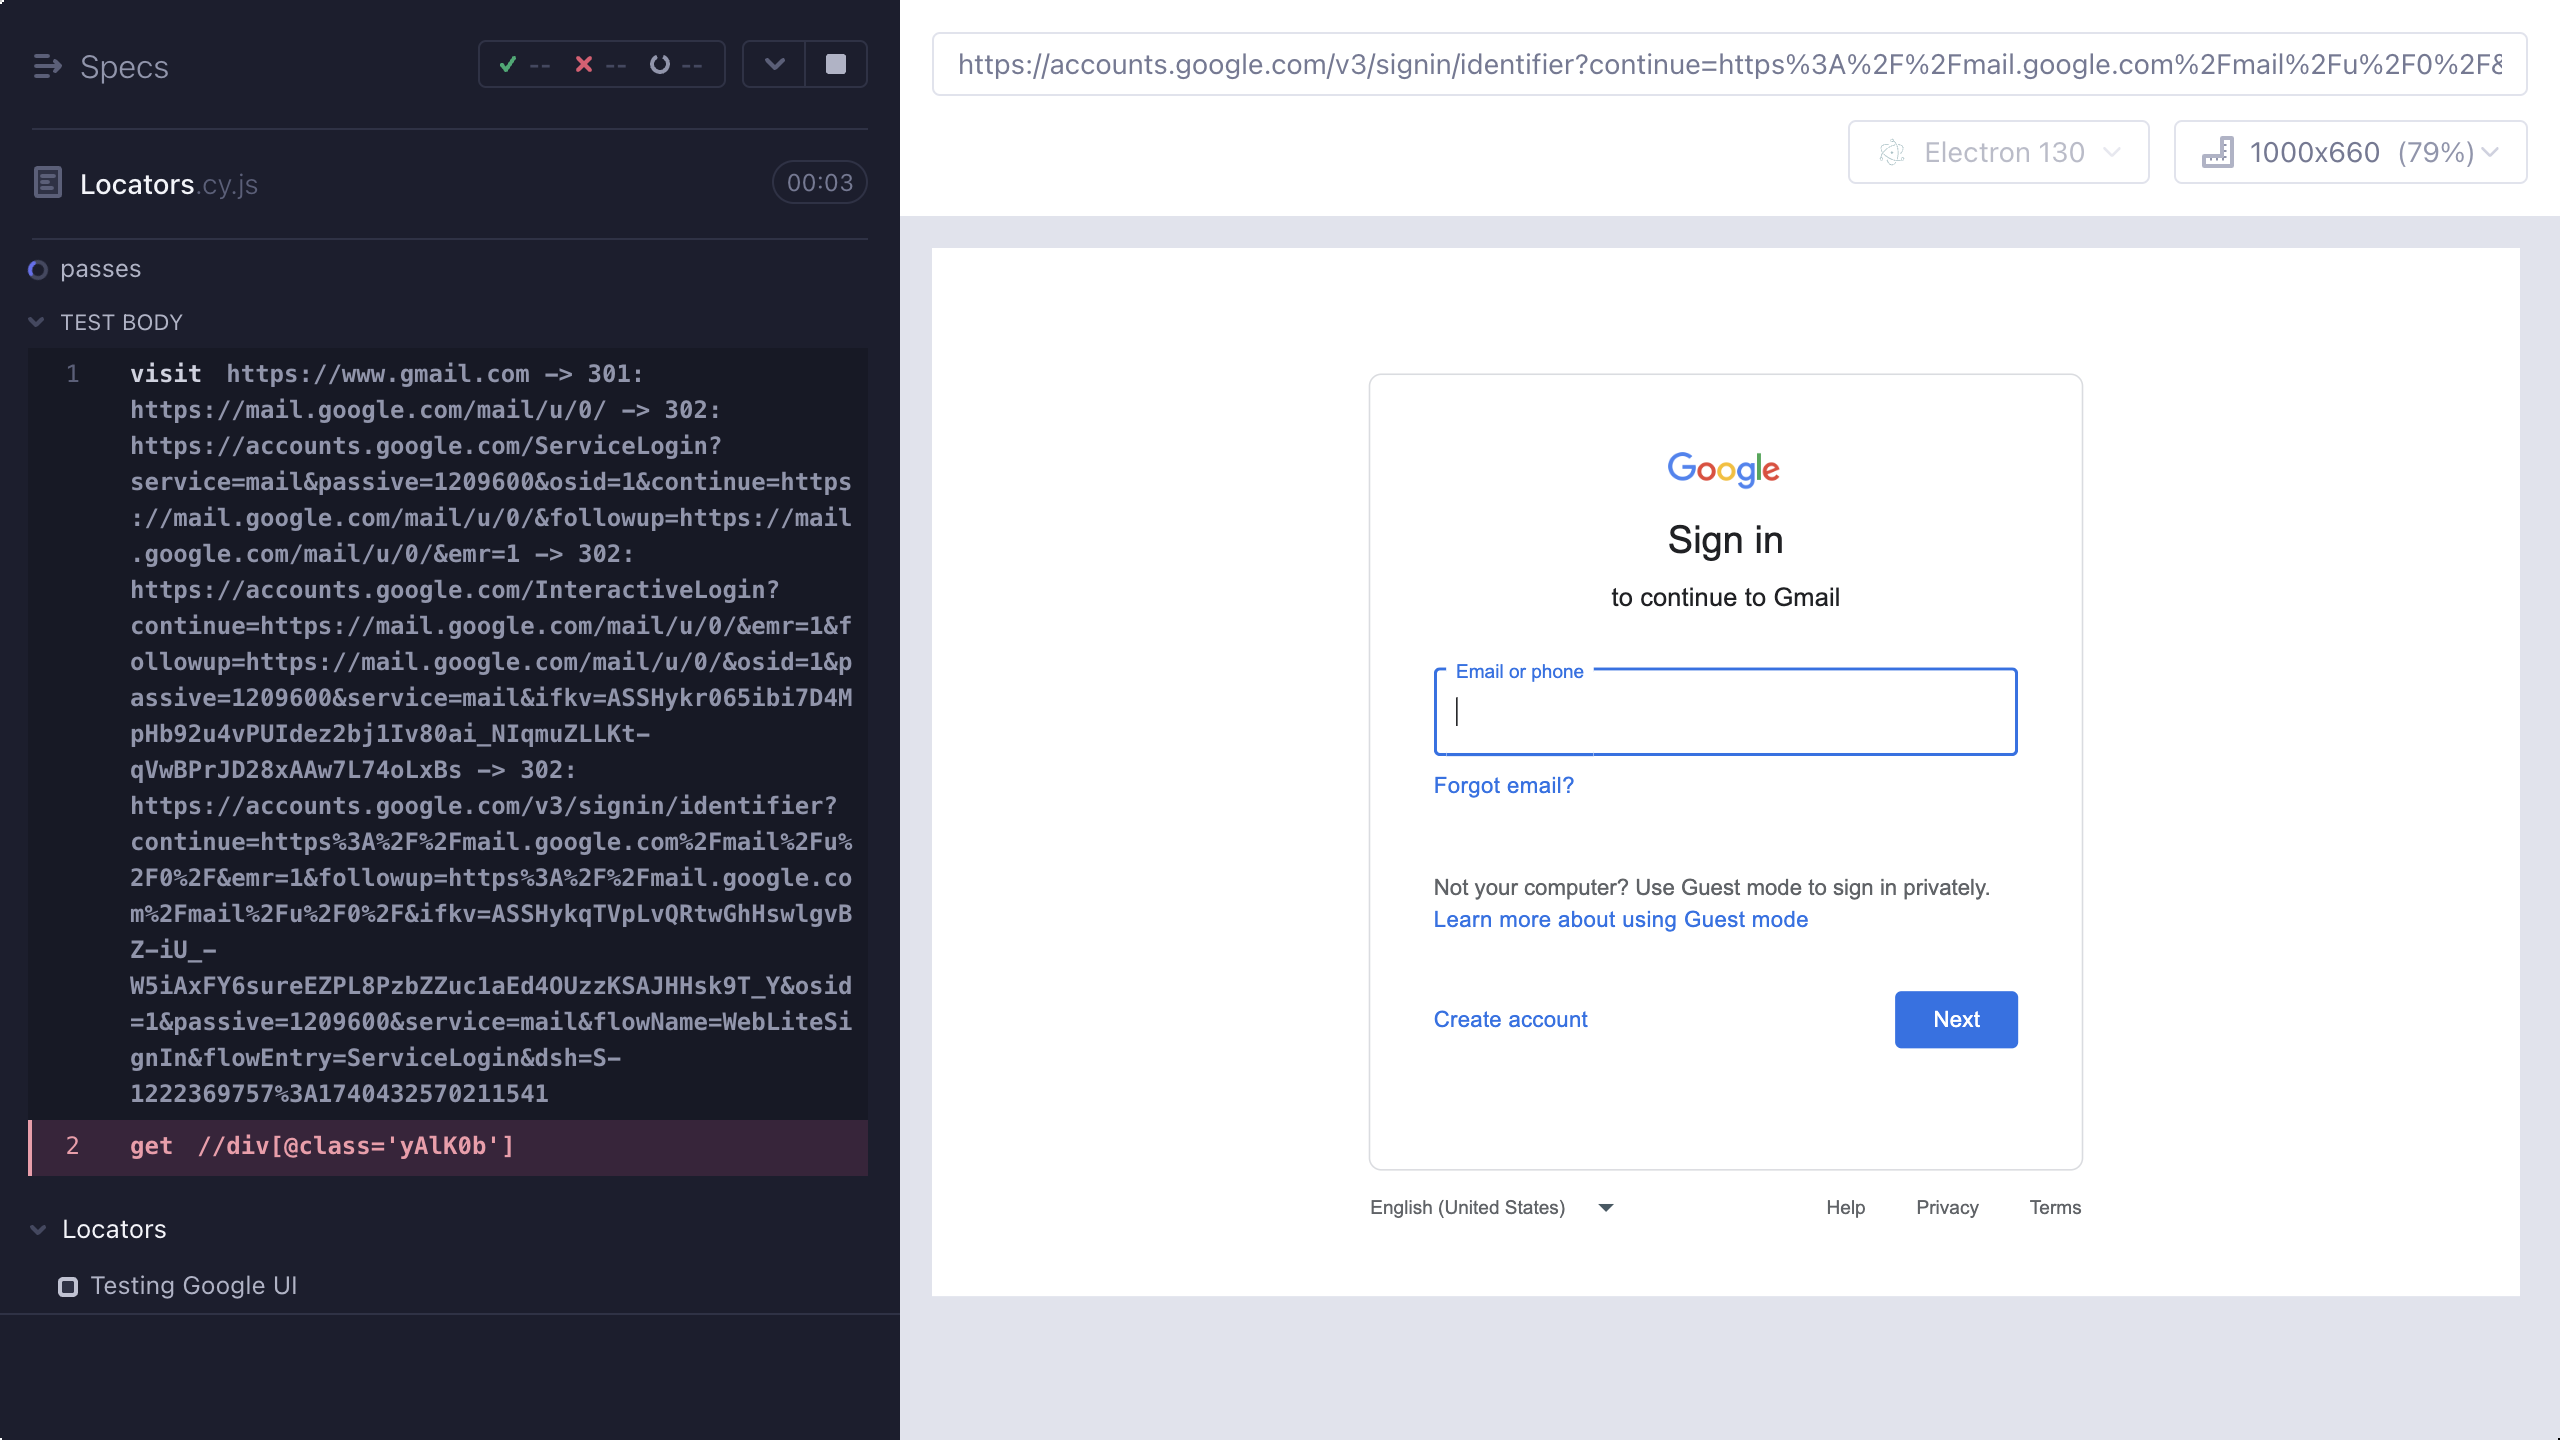 Specs
-- -- --
Locators.cy.js 00:03
passes
TEST BODY
1 visit https://www.gmail.com -> 301:
https://mail.google.com/mail/u/0/ -> 302:
https://accounts.google.com/ServiceLogin?
service=mail&passive=1209600&osid=1&continue=https
://mail.google.com/mail/u/0/&followup=https://mail
.google.com/mail/u/0/&emr=1 -> 302:
https://accounts.google.com/InteractiveLogin?
continue=https://mail.google.com/mail/u/0/&emr=1&f
ollowup=https://mail.google.com/mail/u/0/&osid=1&p
assive=1209600&service=mail&ifkv=ASSHykr065ibi7D4M
pHb92u4vPUIdez2bj1Iv80ai_NIqmuZLLKt-
qVwBPrJD28xAAw7L74oLxBs -> 302:
https://accounts.google.com/v3/signin/identifier?
continue=https%3A%2F%2Fmail.google.com%2Fmail%2Fu%
2F0%2F&emr=1&followup=https%3A%2F%2Fmail.google.co
m%2Fmail%2Fu%2F0%2F&ifkv=ASSHykqTVpLvQRtwGhHswlgvB
Z-iU_-
W5iAxFY6sureEZPL8PzbZZuc1aEd4OUzzKSAJHHsk9T_Y&osid
=1&passive=1209600&service=mail&flowName=WebLiteSi
gnIn&flowEntry=ServiceLogin&dsh=S-
1222369757%3A1740432570211541
2 get //div[@class='yAlK0b']
Locators
Testing Google UI
https://accounts.google.com/v3/signin/identifier?continue=https%3A%2F%2Fmail.google.com%2Fmail%2Fu%2F0%2F&
Electron 130
1000x660 (79%)
Google
Sign in
to continue to Gmail
Email or phone
Forgot email?
Not your computer? Use Guest mode to sign in privately.
Learn more about using Guest mode
Create account
Next
English (United States)
Help Privacy Terms